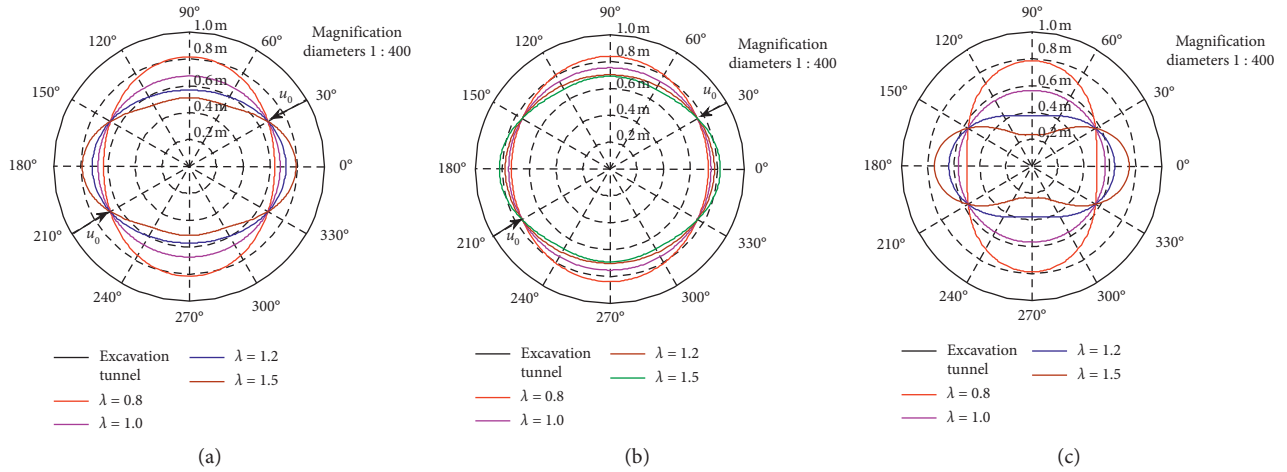 90°
1.0 m
120°
60°
0.8 m
Magnification
diameters 1 : 400
0.6 m
150°
30°
u0
0.4 m
0.2 m
180°
0°
210°
u0
330°
240°
300°
270°
Excavation
tunnel
λ = 0.8
λ = 1.0
λ = 1.2
λ = 1.5
(a)
90°
1.0 m
120°
60°
0.8 m
Magnification
diameters 1 : 400
0.6 m
150°
30°
u0
0.4 m
0.2 m
180°
0°
210°
u0
330°
240°
300°
270°
Excavation
tunnel
λ = 0.8
λ = 1.0
λ = 1.2
λ = 1.5
(b)
90°
1.0 m
120°
60°
0.8 m
Magnification
diameters 1 : 400
0.6 m
150°
30°
0.4 m
0.2 m
180°
0°
210°
330°
240°
300°
270°
Excavation
tunnel
λ = 0.8
λ = 1.0
λ = 1.2
λ = 1.5
(c)